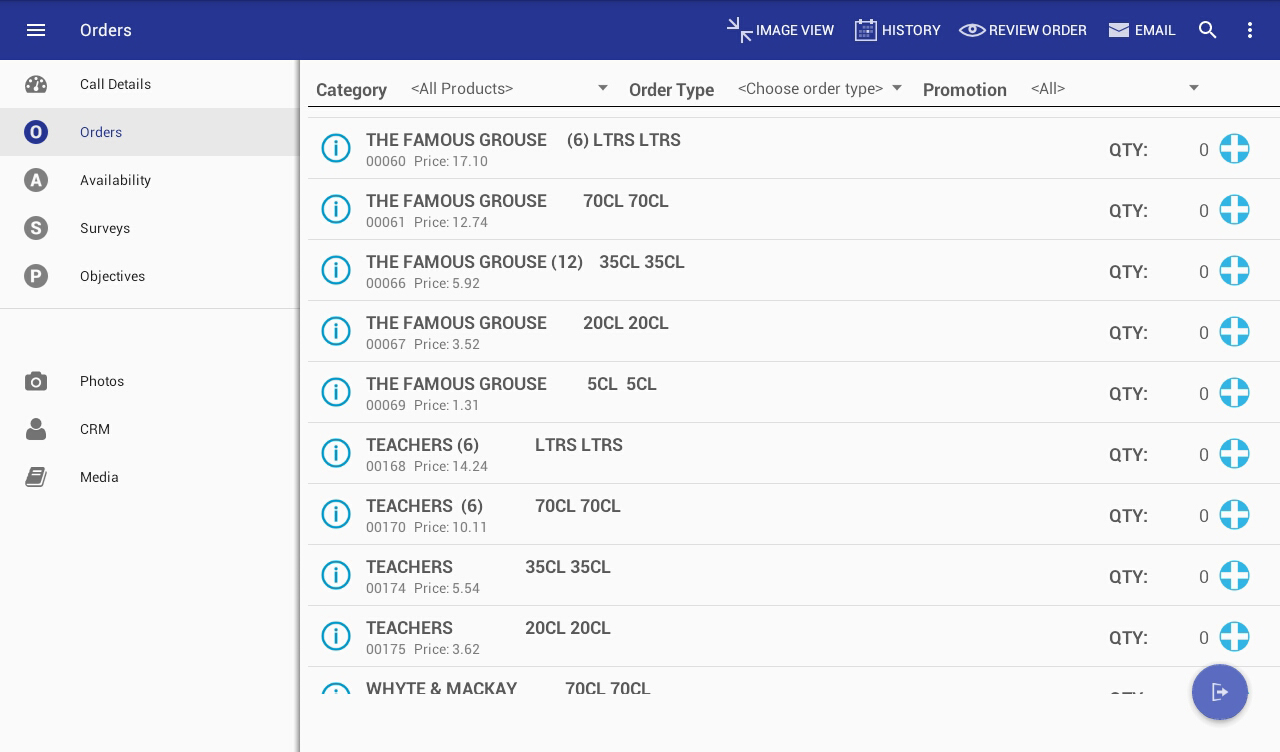 Orders
IMAGE VIEW
HISTORY
REVIEW ORDER
EMAIL
Call Details
O Orders
A Availability
S Surveys
P Objectives
Photos
CRM
Media
Category <All Products> Order Type <Choose order type> Promotion <All>
THE FAMOUS GROUSE (6) LTRS LTRS
00060 Price: 17.10
QTY: 0
THE FAMOUS GROUSE 70CL 70CL
00061 Price: 12.74
QTY: 0
THE FAMOUS GROUSE (12) 35CL 35CL
00066 Price: 5.92
QTY: 0
THE FAMOUS GROUSE 20CL 20CL
00067 Price: 3.52
QTY: 0
THE FAMOUS GROUSE 5CL 5CL
00069 Price: 1.31
QTY: 0
TEACHERS (6) LTRS LTRS
00168 Price: 14.24
QTY: 0
TEACHERS (6) 70CL 70CL
00170 Price: 10.11
QTY: 0
TEACHERS 35CL 35CL
00174 Price: 5.54
QTY: 0
TEACHERS 20CL 20CL
00175 Price: 3.62
QTY: 0
WHYTE & MACKAY 70CL 70CL